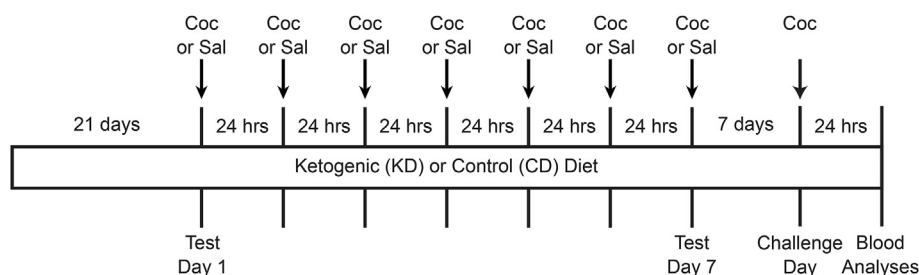 Coc Coc Coc Coc Coc Coc Coc Coc
or Sal or Sal or Sal or Sal or Sal or Sal or Sal
21 days 24 hrs 24 hrs 24 hrs 24 hrs 24 hrs 24 hrs 7 days 24 hrs
Ketogenic (KD) or Control (CD) Diet
Test Test Challenge Blood
Day 1 Day 7 Day Analyses